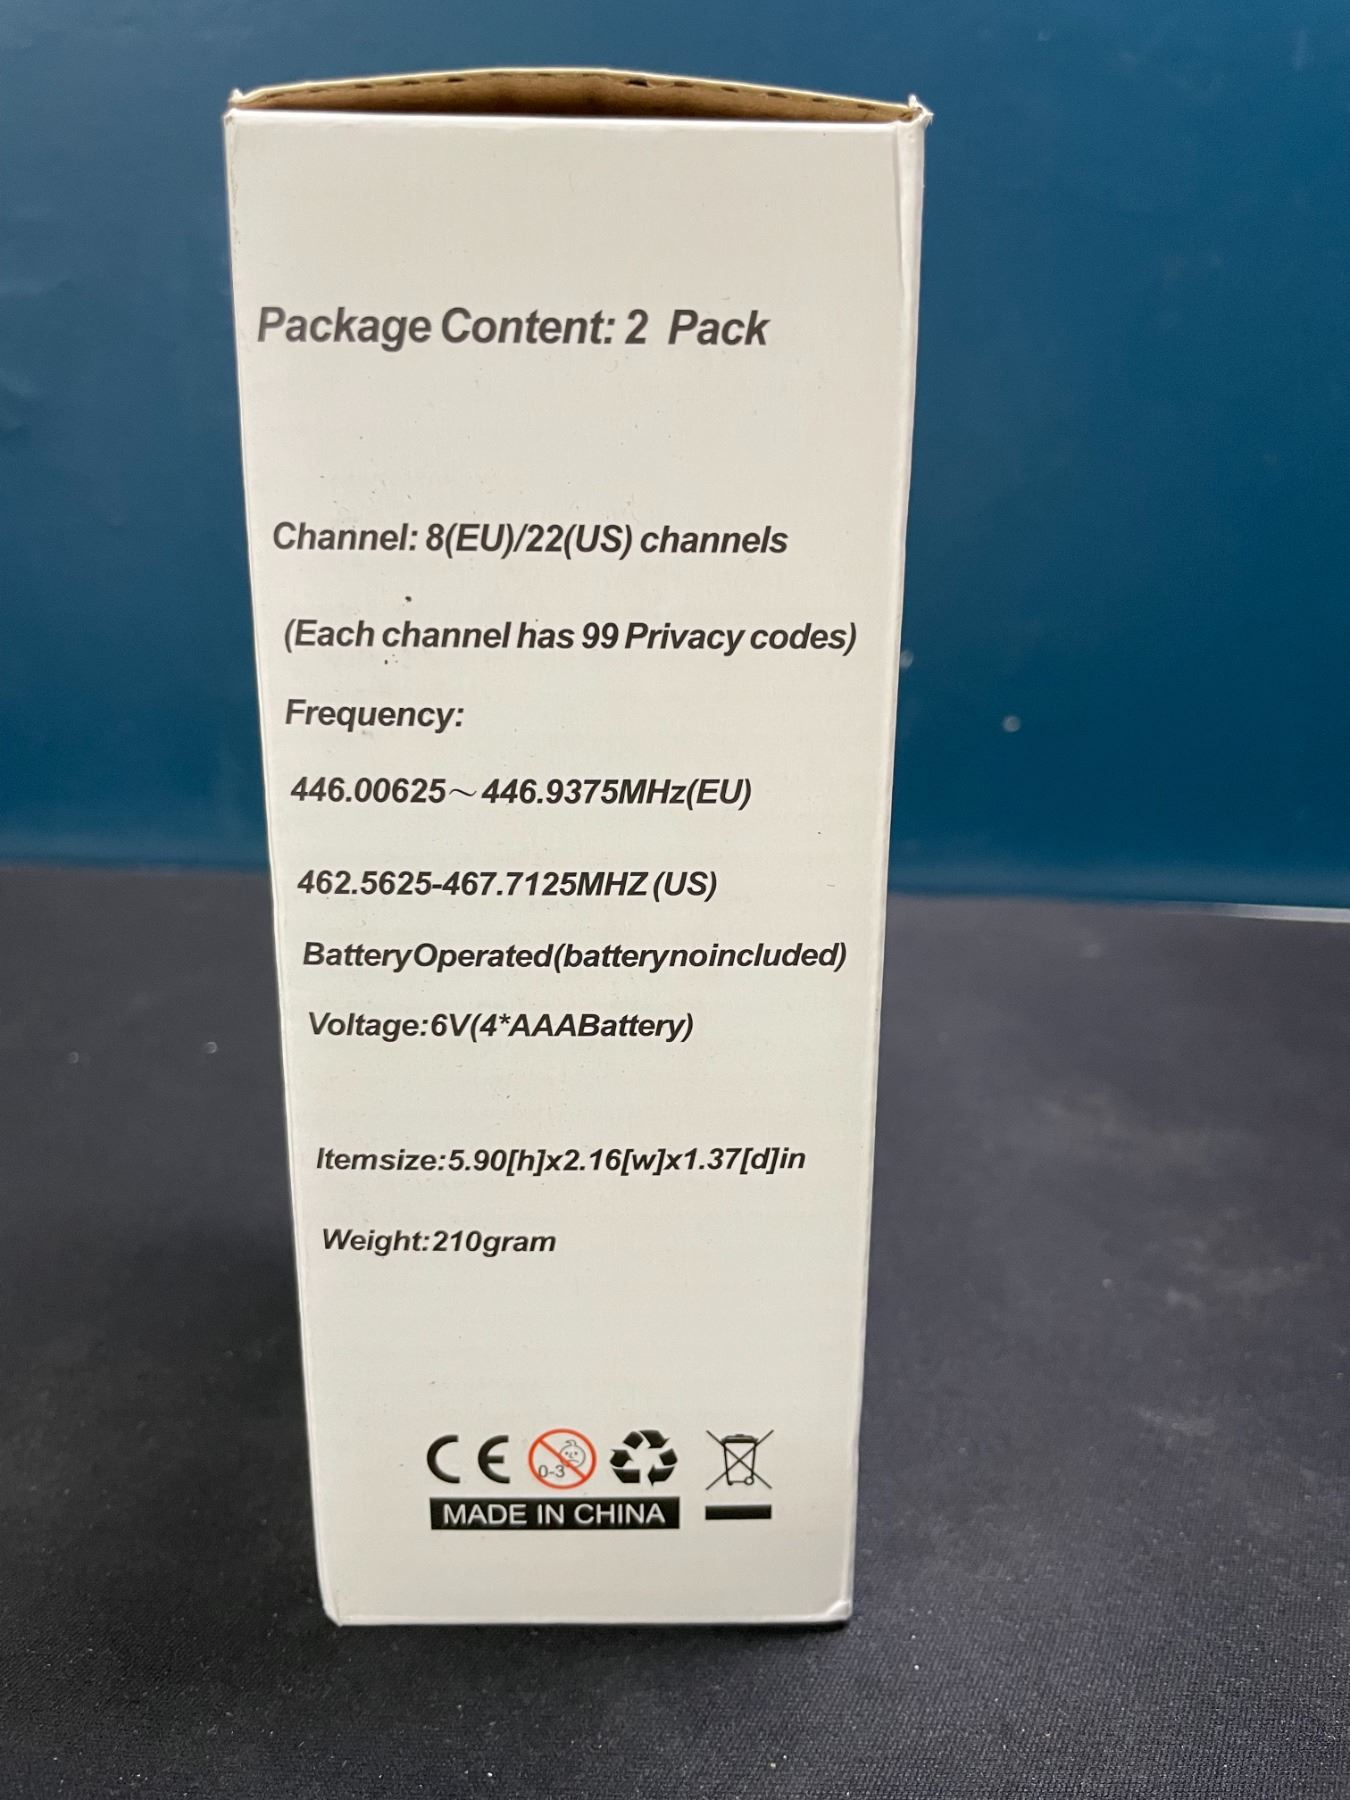 Package Content: 2 Pack
Channel: 8(EU)/22(US) channels
(Each channel has 99 Privacy codes)
Frequency:
446.00625～446.9375MHz(EU)
462.5625-467.7125MHZ (US)
BatteryOperated(batterynoincluded)
Voltage:6V(4*AAABattery)
Itemsize:5.90[h]x2.16[w]x1.37[d]in
Weight:210gram
CE 0-3
MADE IN CHINA